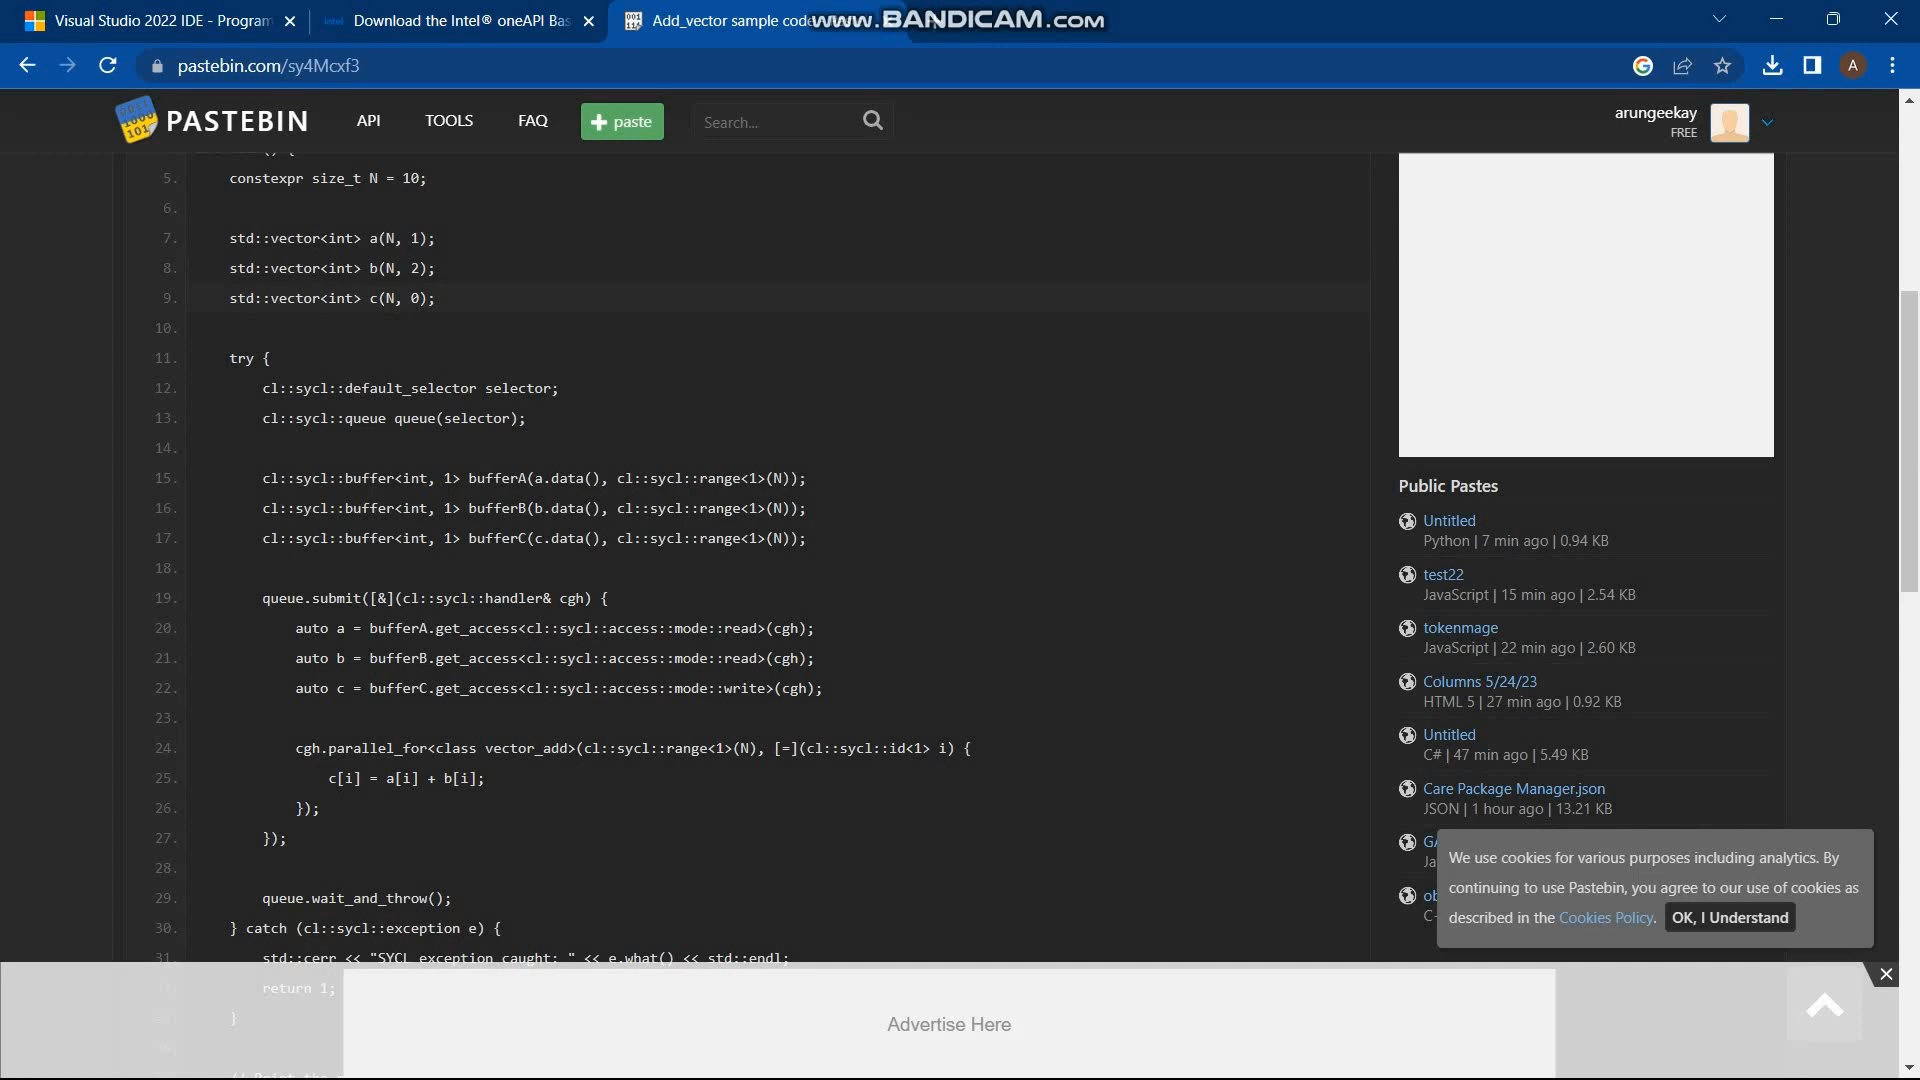 Visual Studio 2022 IDE - Program
Download the Intel® oneAPI Bas
Add_vector sample code
www.BANDICAM.com
pastebin.com/sy4Mcxf3
A
PASTEBIN
API
TOOLS
FAQ
paste
Search...
arungeekay
FREE
5. constexpr size_t N = 10;
6.
7. std::vector<int> a(N, 1);
8. std::vector<int> b(N, 2);
9. std::vector<int> c(N, 0);
10.
11. try {
12. cl::sycl::default_selector selector;
13. cl::sycl::queue queue(selector);
14.
15. cl::sycl::buffer<int, 1> bufferA(a.data(), cl::sycl::range<1>(N));
16. cl::sycl::buffer<int, 1> bufferB(b.data(), cl::sycl::range<1>(N));
17. cl::sycl::buffer<int, 1> bufferC(c.data(), cl::sycl::range<1>(N));
18.
19. queue.submit([&](cl::sycl::handler& cgh) {
20. auto a = bufferA.get_access<cl::sycl::access::mode::read>(cgh);
21. auto b = bufferB.get_access<cl::sycl::access::mode::read>(cgh);
22. auto c = bufferC.get_access<cl::sycl::access::mode::write>(cgh);
23.
24. cgh.parallel_for<class vector_add>(cl::sycl::range<1>(N), [=](cl::sycl::id<1> i) {
25. c[i] = a[i] + b[i];
26. });
27. });
28.
29. queue.wait_and_throw();
30. } catch (cl::sycl::exception e) {
31. std::cerr << "SYCL exception caught: " << e.what() << std::endl;
return 1;
}
Public Pastes
Untitled
Python | 7 min ago | 0.94 KB
test22
JavaScript | 15 min ago | 2.54 KB
tokenmage
JavaScript | 22 min ago | 2.60 KB
Columns 5/24/23
HTML 5 | 27 min ago | 0.92 KB
Untitled
C# | 47 min ago | 5.49 KB
Care Package Manager.json
JSON | 1 hour ago | 13.21 KB
We use cookies for various purposes including analytics. By
continuing to use Pastebin, you agree to our use of cookies as
described in the Cookies Policy. OK, I Understand
Advertise Here